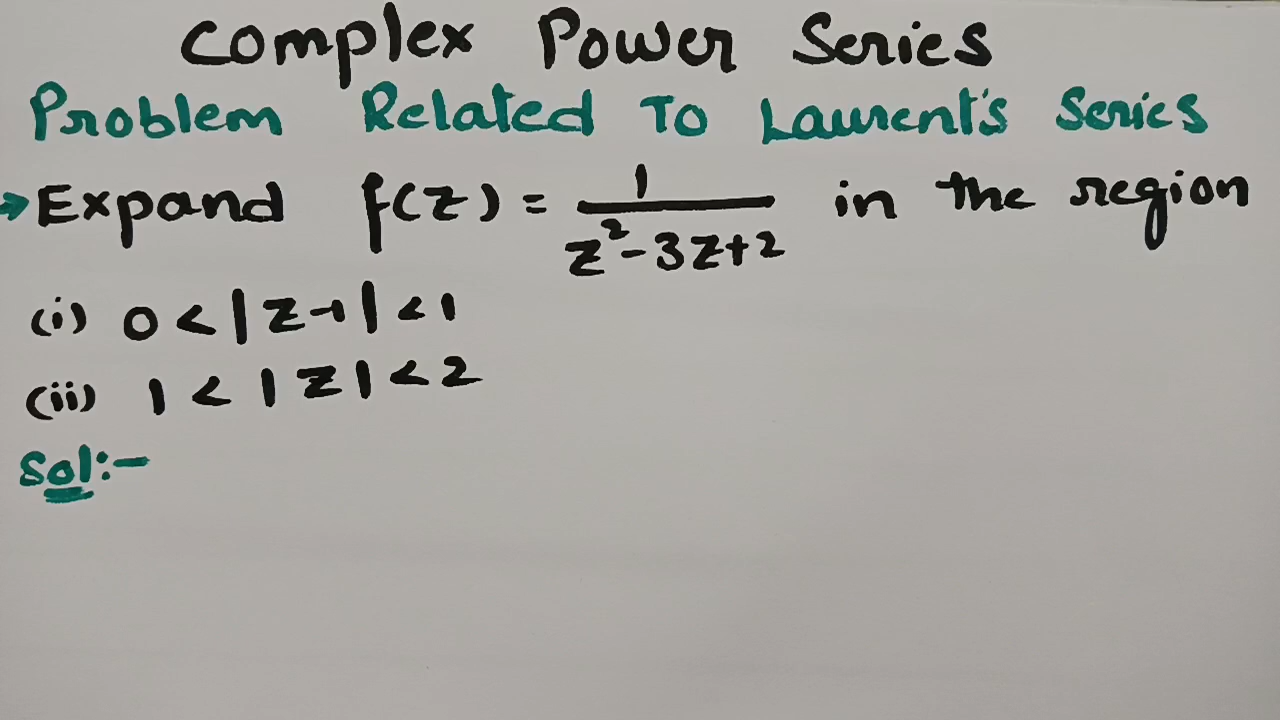 Complex Power Series
Problem Related To Laurent's Series
→ Expand f(z) = 1/(z²-3z+2) in the region
(i) 0 < |z-1| < 1
(ii) 1 < |z| < 2
Sol:-